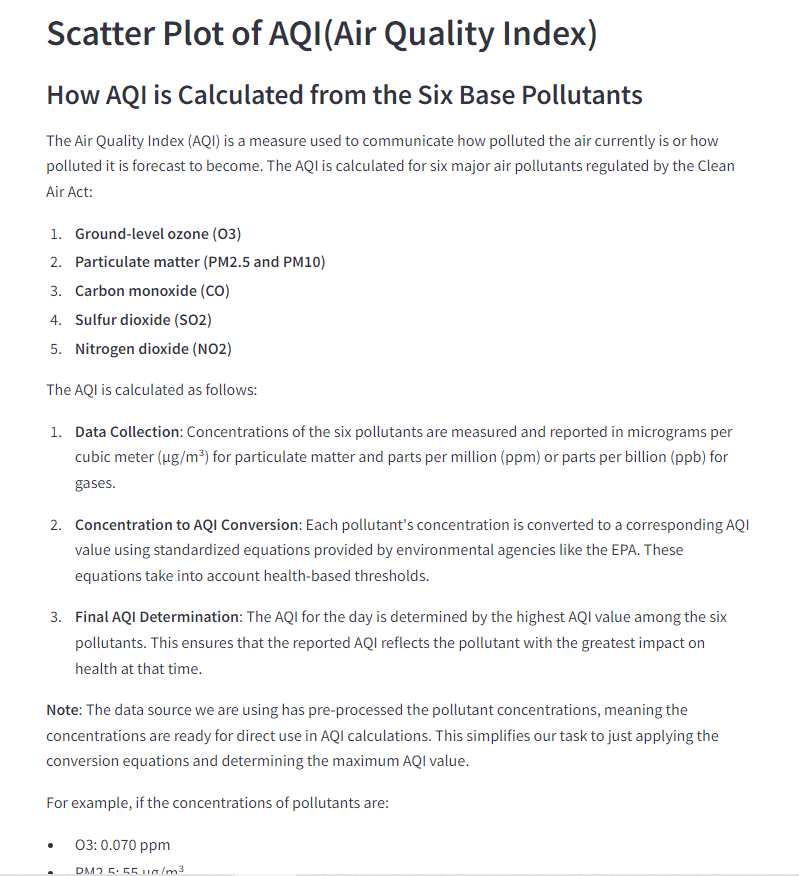 Scatter Plot of AQI(Air Quality Index)
How AQI is Calculated from the Six Base Pollutants
The Air Quality Index (AQI) is a measure used to communicate how polluted the air currently is or how
polluted it is forecast to become. The AQI is calculated for six major air pollutants regulated by the Clean
Air Act:
1. Ground-level ozone (O3)
2. Particulate matter (PM2.5 and PM10)
3. Carbon monoxide (CO)
4. Sulfur dioxide (SO2)
5. Nitrogen dioxide (NO2)
The AQI is calculated as follows:
1. Data Collection: Concentrations of the six pollutants are measured and reported in micrograms per
cubic meter (µg/m³) for particulate matter and parts per million (ppm) or parts per billion (ppb) for
gases.
2. Concentration to AQI Conversion: Each pollutant's concentration is converted to a corresponding AQI
value using standardized equations provided by environmental agencies like the EPA. These
equations take into account health-based thresholds.
3. Final AQI Determination: The AQI for the day is determined by the highest AQI value among the six
pollutants. This ensures that the reported AQI reflects the pollutant with the greatest impact on
health at that time.
Note: The data source we are using has pre-processed the pollutant concentrations, meaning the
concentrations are ready for direct use in AQI calculations. This simplifies our task to just applying the
conversion equations and determining the maximum AQI value.
For example, if the concentrations of pollutants are:
• O3: 0.070 ppm
• PM2.5: 55 µg/m³